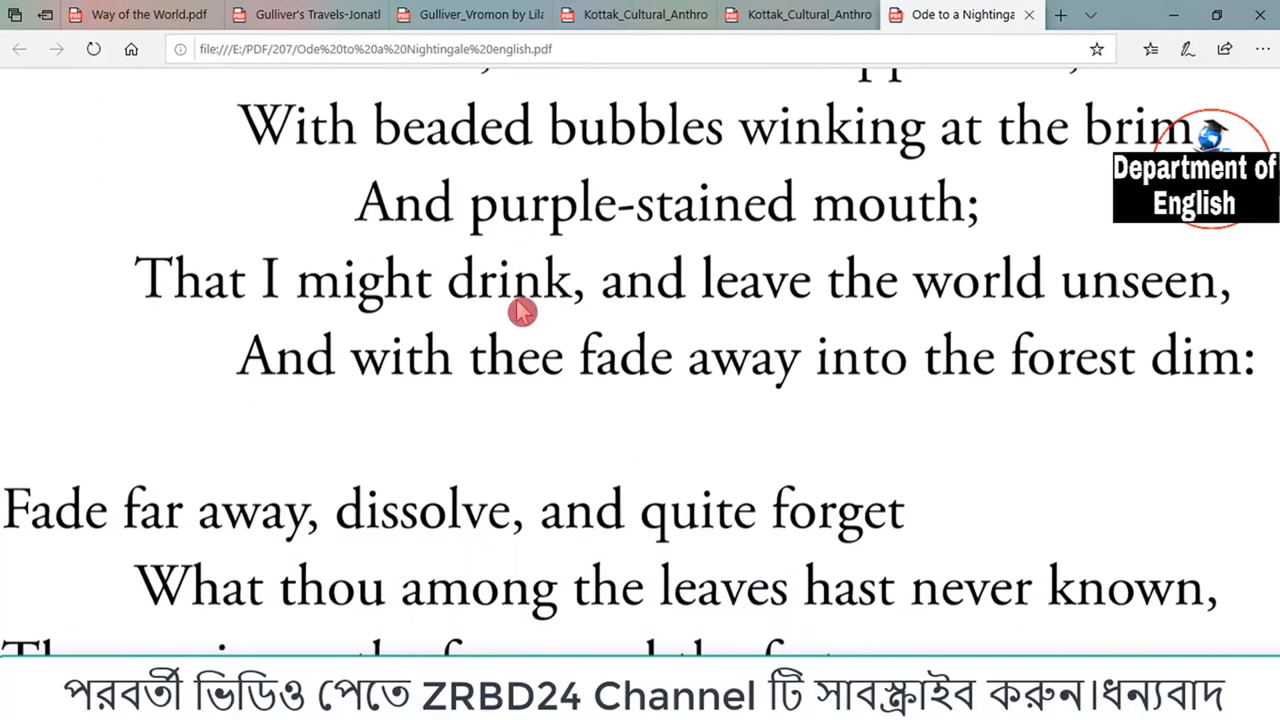 Way of the World.pdf
Gulliver's Travels-Jonatl
Gulliver_Vromon by Lila
Kottak_Cultural_Anthro
Kottak_Cultural_Anthro
Ode to a Nightinga
file:///E:/PDF/207/Ode%20to%20a%20Nightingale%20english.pdf
With beaded bubbles winking at the brim
And purple-stained mouth;
Department of
English
That I might drink, and leave the world unseen,
And with thee fade away into the forest dim:
Fade far away, dissolve, and quite forget
What thou among the leaves hast never known,
পরবর্তী ভিডিও পেতে ZRBD24 Channel টি সাবস্ক্রাইব করুন।ধন্যবাদ